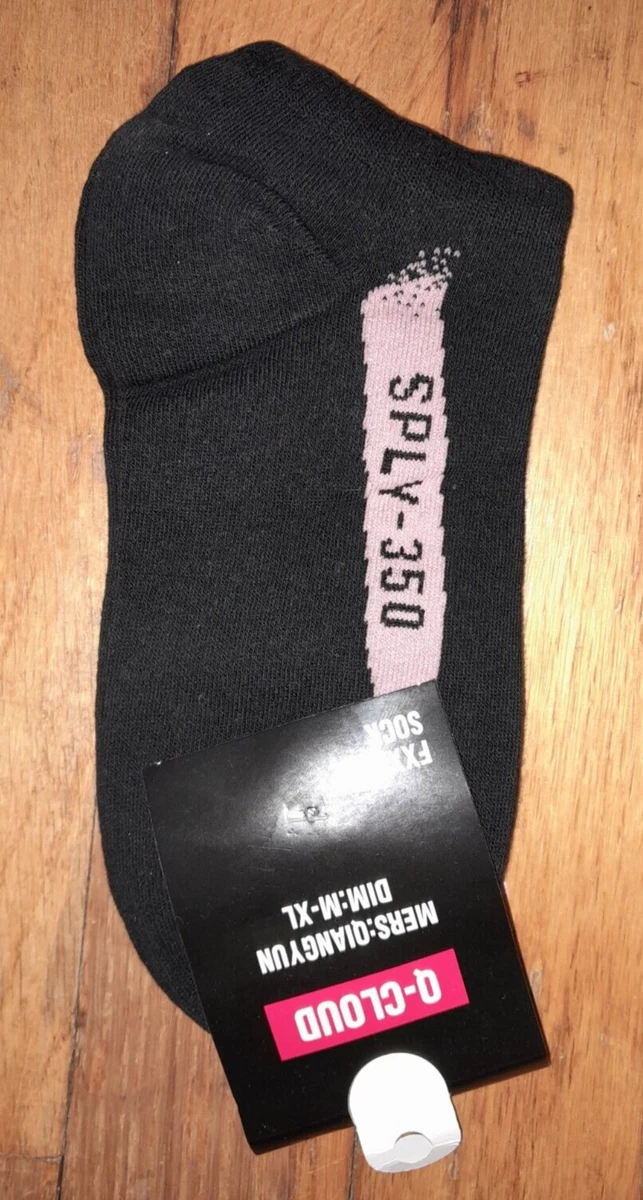 SPLY-350
Q-CLOUD
MERS:QIANGYUN
DIM:M-XL
SOCK